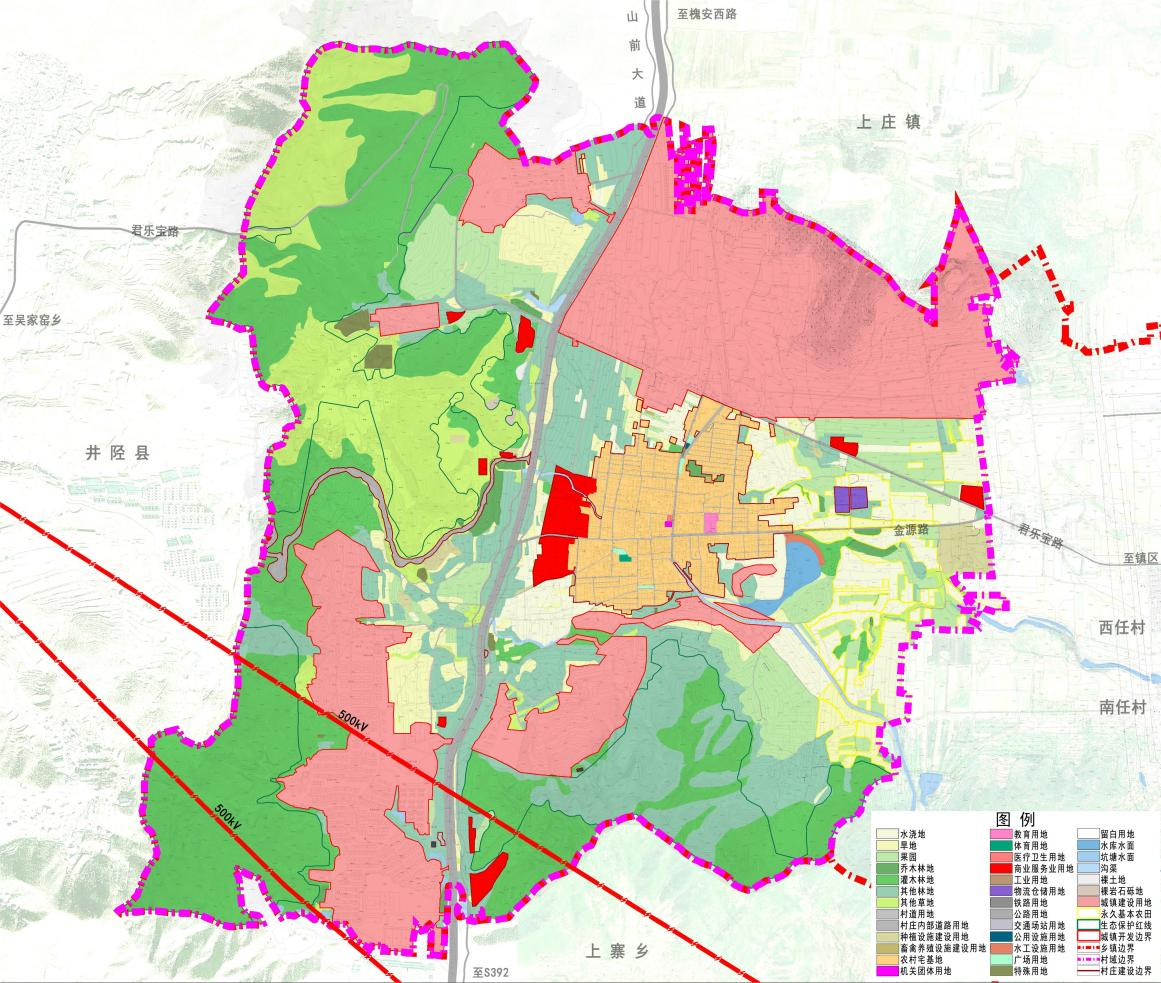 至槐安西路
山前大道
上庄镇
君乐宝路
至吴家窑乡
井陉县
金源路
君乐宝路
至镇区
西任村
南任村
500kV
500kV
上寨乡
至S392
图例
水浇地
旱地
果园
乔木林地
灌木林地
其他林地
其他草地
村道用地
村庄内部道路用地
种植设施建设用地
畜禽养殖设施建设用地
农村宅基地
机关团体用地
教育用地
体育用地
医疗卫生用地
商业服务业用地
工业用地
物流仓储用地
铁路用地
公路用地
交通场站用地
公用设施用地
水工设施用地
广场用地
特殊用地
留白用地
水库水面
坑塘水面
沟渠
裸土地
裸岩石砾地
城镇建设用地
永久基本农田
生态保护红线
城镇开发边界
乡镇边界
村域边界
村庄建设边界